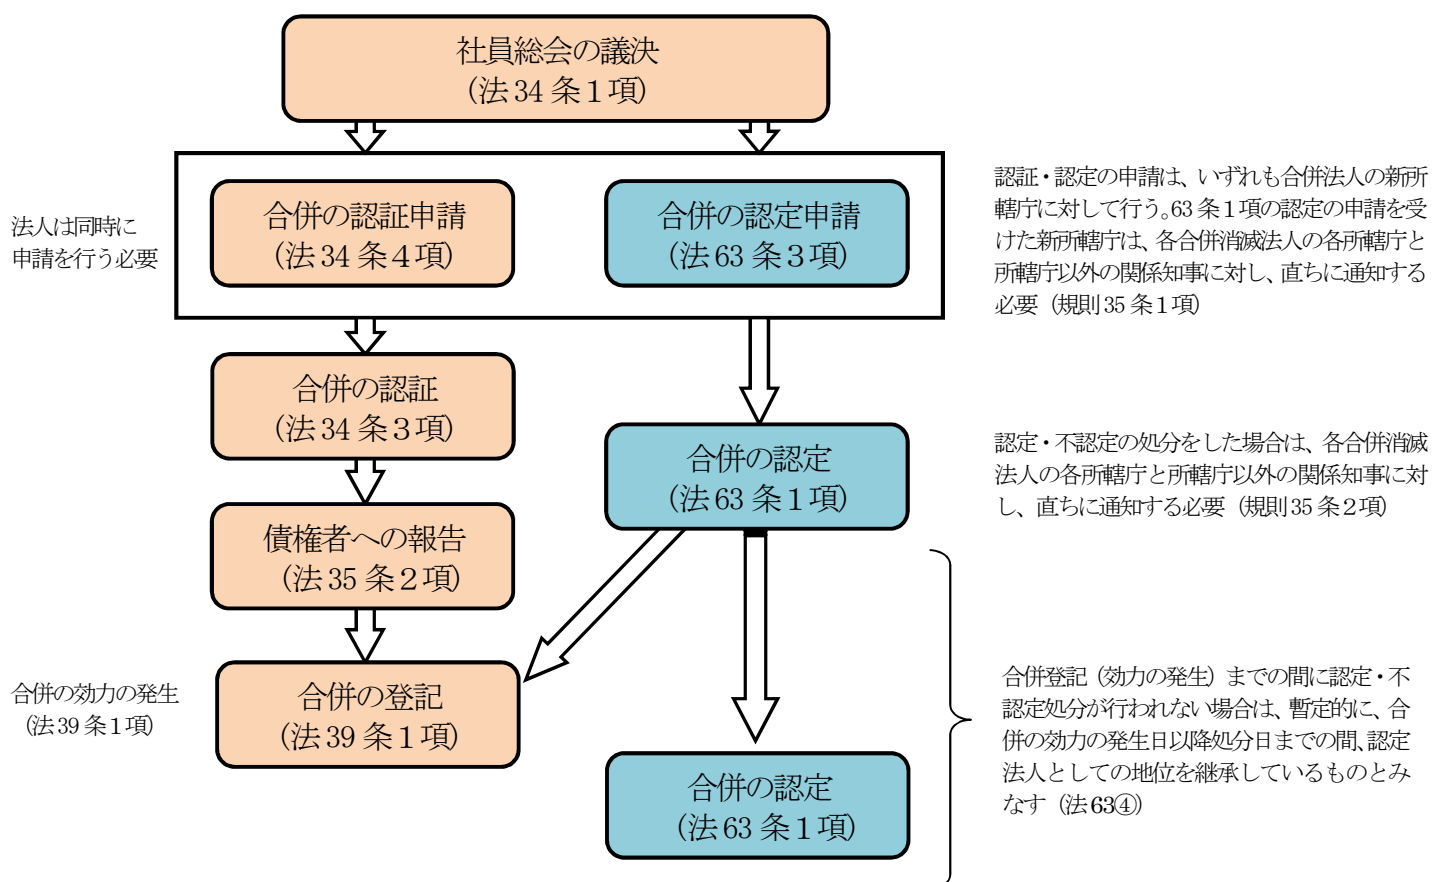 社員総会の議決
（法34条１項）
法人は同時に
申請を行う必要
合併の認証申請
（法34条４項）
合併の認定申請
（法63条３項）
認証・認定の申請は、いずれも合併法人の新所
轄庁に対して行う。63条１項の認定の申請を受
けた新所轄庁は、各合併消滅法人の各所轄庁と
所轄庁以外の関係知事に対し、直ちに通知する
必要（規則35条１項）
合併の認証
（法34条３項）
合併の認定
（法63条１項）
認定・不認定の処分をした場合は、各合併消滅
法人の各所轄庁と所轄庁以外の関係知事に対
し、直ちに通知する必要（規則35条２項）
債権者への報告
（法35条２項）
合併の効力の発生
（法39条１項）
合併の登記
（法39条１項）
合併の認定
（法63条１項）
合併登記（効力の発生）までの間に認定・不
認定処分が行われない場合は、暫定的に、合
併の効力の発生日以降処分日までの間、認定
法人としての地位を継承しているものとみ
なす（法63④）